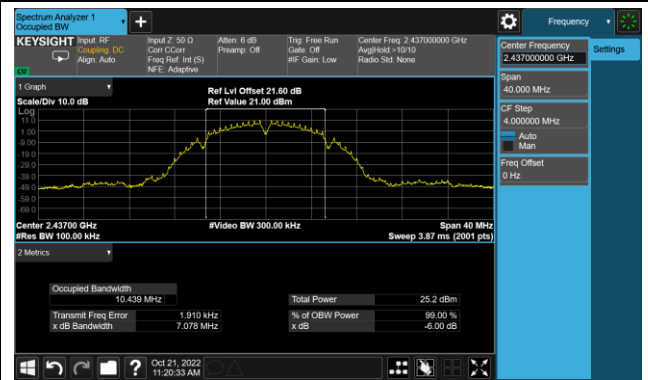 Spectrum Analyzer 1
Occupied BW
Frequency
KEYSIGHT
Input: RF
Coupling: DC
Align: Auto
Input Z: 50 Ω
Corr CCorr
Freq Ref: Int (S)
NFE: Adaptive
Atten: 6 dB
Preamp: Off
Trig: Free Run
Gate: Off
#IF Gain: Low
Center Freq: 2.437000000 GHz
Avg|Hold:>10/10
Radio Std: None
Center Frequency
2.437000000 GHz
Settings
Span
40.000 MHz
CF Step
4.000000 MHz
Auto
Man
Freq Offset
0 Hz
1 Graph
Scale/Div 10.0 dB
Ref Lvl Offset 21.60 dB
Ref Value 21.00 dBm
Log
11.0
1.00
-9.00
-19.0
-29.0
-39.0
-49.0
-59.0
-69.0
Center 2.43700 GHz
#Res BW 100.00 kHz
#Video BW 300.00 kHz
Span 40 MHz
Sweep 3.87 ms (2001 pts)
2 Metrics
Occupied Bandwidth
10.439 MHz
Total Power 25.2 dBm
Transmit Freq Error 1.910 kHz
% of OBW Power 99.00 %
x dB Bandwidth 7.078 MHz
x dB -6.00 dB
?
Oct 21, 2022
11:20:33 AM